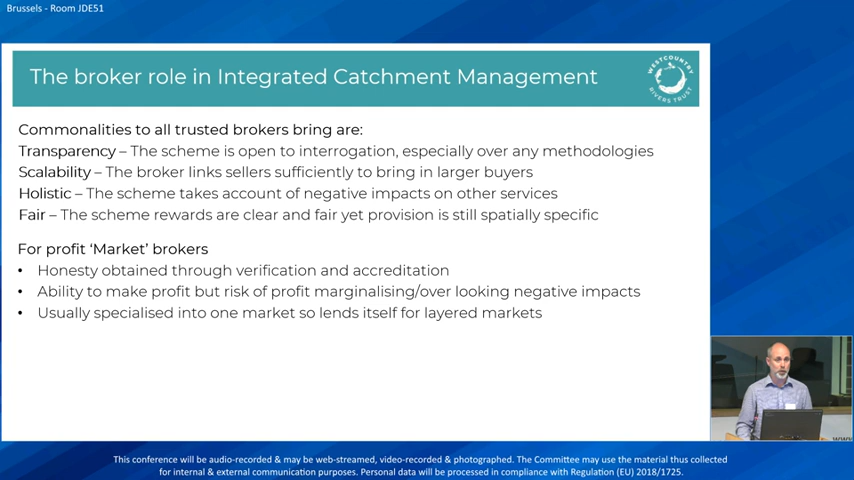 Brussels - Room JDE51
The broker role in Integrated Catchment Management
WESTCOUNTRY
RIVERS TRUST
Commonalities to all trusted brokers bring are:
Transparency – The scheme is open to interrogation, especially over any methodologies
Scalability – The broker links sellers sufficiently to bring in larger buyers
Holistic – The scheme takes account of negative impacts on other services
Fair – The scheme rewards are clear and fair yet provision is still spatially specific
For profit ‘Market’ brokers
• Honesty obtained through verification and accreditation
• Ability to make profit but risk of profit marginalising/over looking negative impacts
• Usually specialised into one market so lends itself for layered markets
This conference will be audio-recorded & may be web-streamed, video-recorded & photographed. The Committee may use the material thus collected
for internal & external communication purposes. Personal data will be processed in compliance with Regulation (EU) 2018/1725.